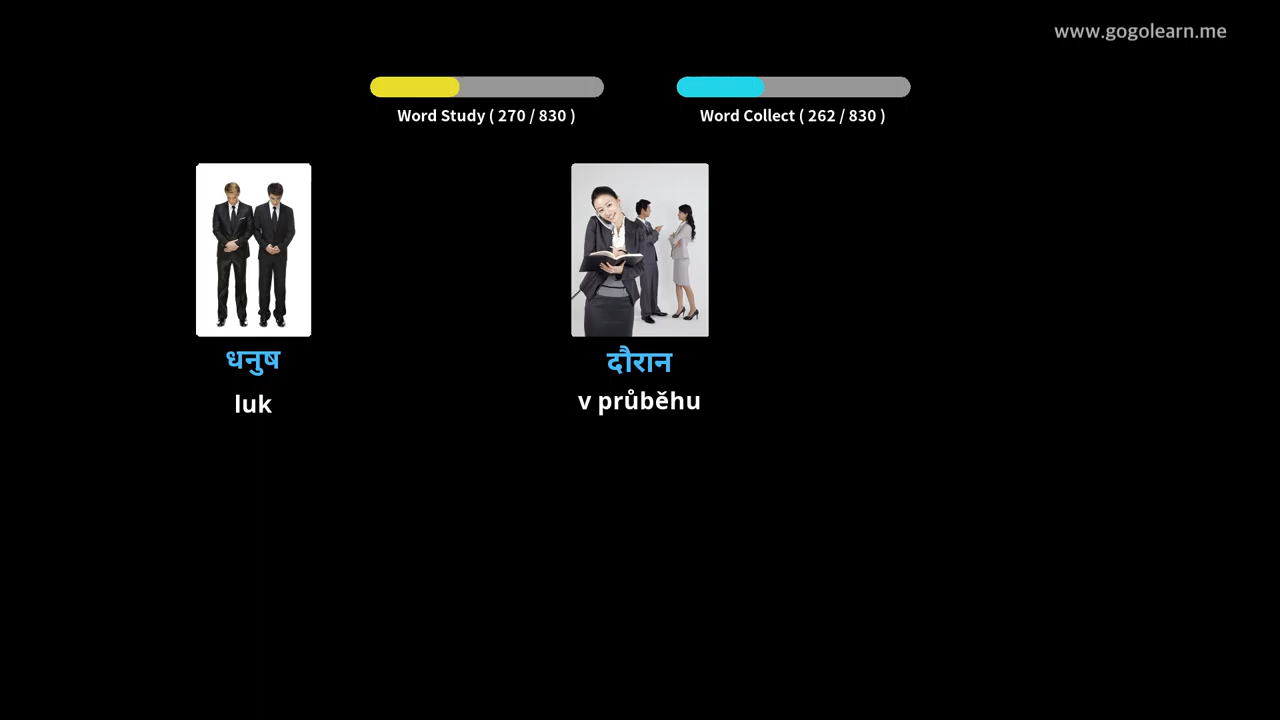 www.gogolearn.me
Word Study ( 270 / 830 )
Word Collect ( 262 / 830 )
धनुष
luk
दौरान
v průběhu